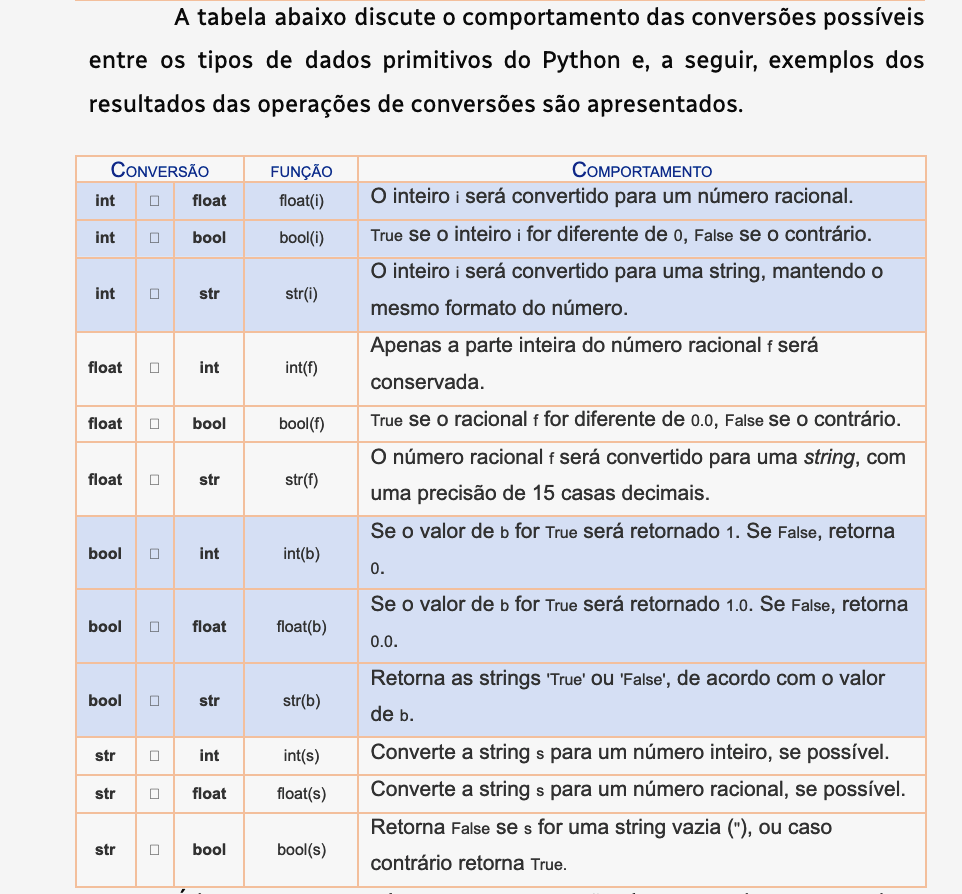 A tabela abaixo discute o comportamento das conversões possíveis
entre os tipos de dados primitivos do Python e, a seguir, exemplos dos
resultados das operações de conversões são apresentados.
CONVERSÃO FUNÇÃO COMPORTAMENTO
int □ float float(i) O inteiro i será convertido para um número racional.
int □ bool bool(i) True se o inteiro i for diferente de 0, False se o contrário.
int □ str str(i) O inteiro i será convertido para uma string, mantendo o
mesmo formato do número.
float □ int int(f) Apenas a parte inteira do número racional f será
conservada.
float □ bool bool(f) True se o racional f for diferente de 0.0, False se o contrário.
float □ str str(f) O número racional f será convertido para uma string, com
uma precisão de 15 casas decimais.
bool □ int int(b) Se o valor de b for True será retornado 1. Se False, retorna
0.
bool □ float float(b) Se o valor de b for True será retornado 1.0. Se False, retorna
0.0.
bool □ str str(b) Retorna as strings 'True' ou 'False', de acordo com o valor
de b.
str □ int int(s) Converte a string s para um número inteiro, se possível.
str □ float float(s) Converte a string s para um número racional, se possível.
str □ bool bool(s) Retorna False se s for uma string vazia (''), ou caso
contrário retorna True.